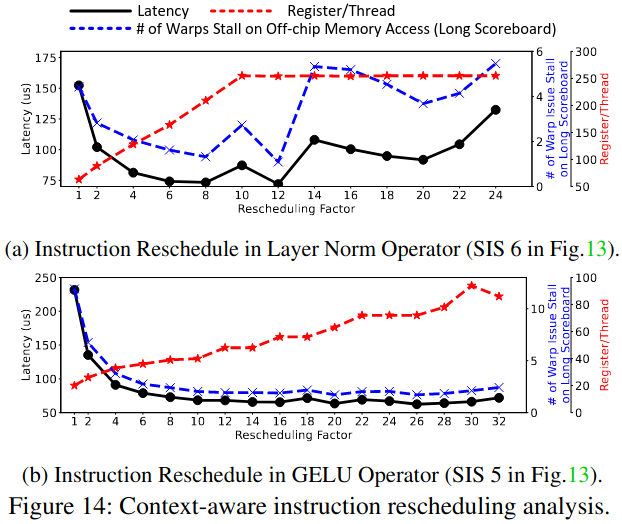 Latency Register/Thread
# of Warps Stall on Off-chip Memory Access (Long Scoreboard)
175
150
125
100
75
Latency (us)
1 2 4 6 8 10 12 14 16 18 20 22 24
Rescheduling Factor
6
4
2
0
# of Warp Issue Stall
on Long Scoreboard
300
250
200
150
100
50
Register/Thread
(a) Instruction Reschedule in Layer Norm Operator (SIS 6 in Fig.13).
250
200
150
100
50
Latency (us)
1 2 4 6 8 10 12 14 16 18 20 22 24 26 28 30 32
Rescheduling Factor
10
5
0
# of Warp Issue Stall
on Long Scoreboard
100
80
60
40
20
0
Register/Thread
(b) Instruction Reschedule in GELU Operator (SIS 5 in Fig.13).
Figure 14: Context-aware instruction rescheduling analysis.